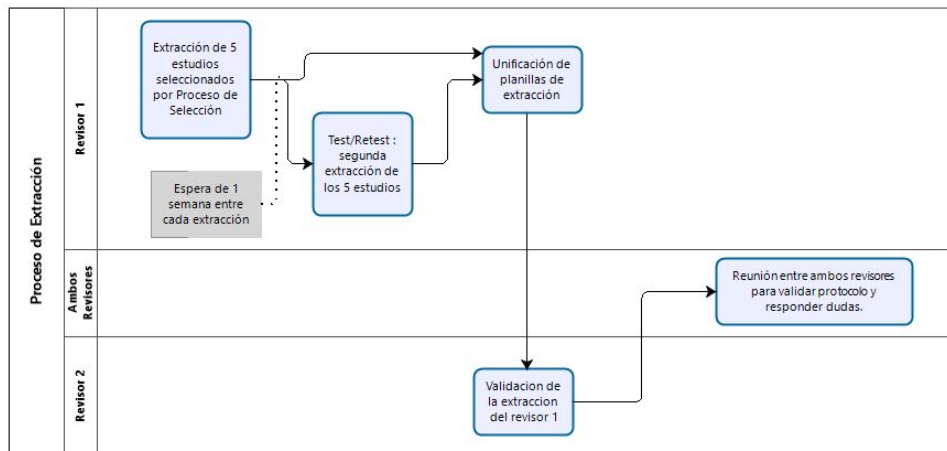 Proceso de Extracción
Revisor 1
Extracción de 5
estudios
seleccionados
por Proceso de
Selección
Unificación de
planillas de
extracción
Test/Retest :
segunda
extracción de
los 5 estudios
Espera de 1
semana entre
cada extracción
Ambos
Revisores
Reunión entre ambos revisores
para validar protocolo y
responder dudas.
Revisor 2
Validacion de
la extraccion
del revisor 1